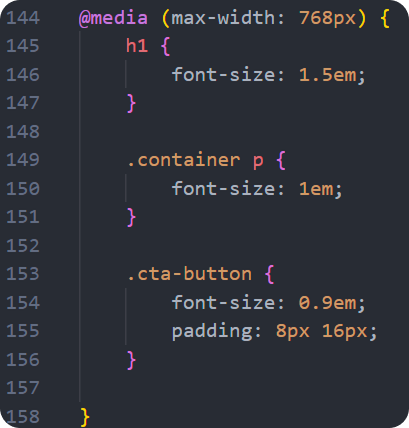 144 @media (max-width: 768px) {
145     h1 {
146         font-size: 1.5em;
147     }
148
149     .container p {
150         font-size: 1em;
151     }
152
153     .cta-button {
154         font-size: 0.9em;
155         padding: 8px 16px;
156     }
157
158 }